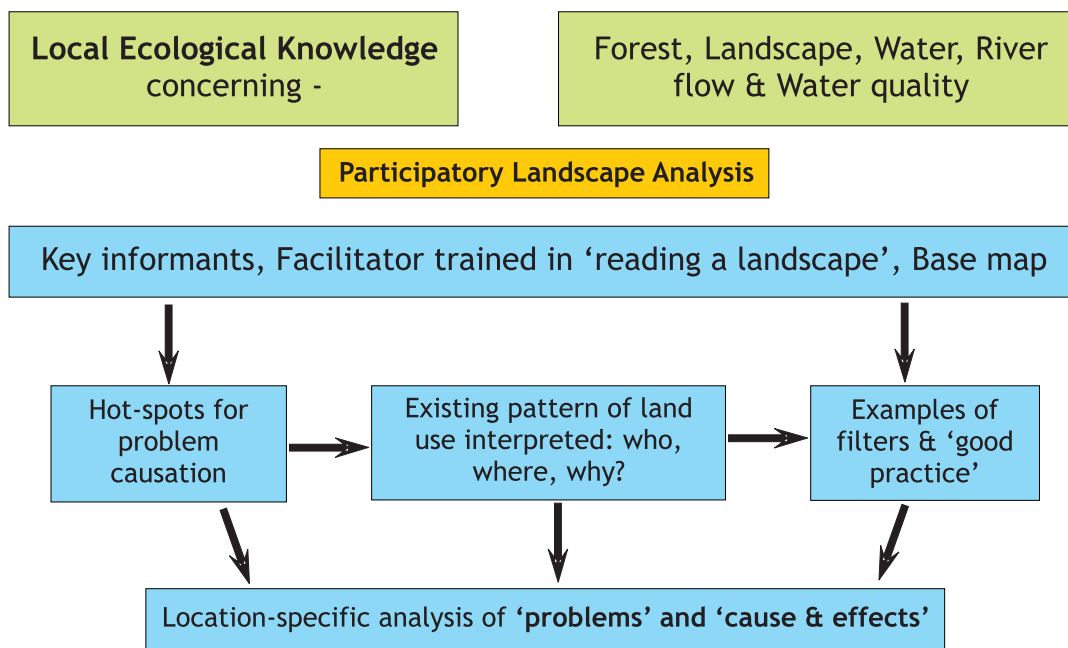 Local Ecological Knowledge
concerning -
Forest, Landscape, Water, River
flow & Water quality
Participatory Landscape Analysis
Key informants, Facilitator trained in ‘reading a landscape’, Base map
Hot-spots for
problem
causation
Existing pattern of land
use interpreted: who,
where, why?
Examples of
filters & ‘good
practice’
Location-specific analysis of ‘problems’ and ‘cause & effects’